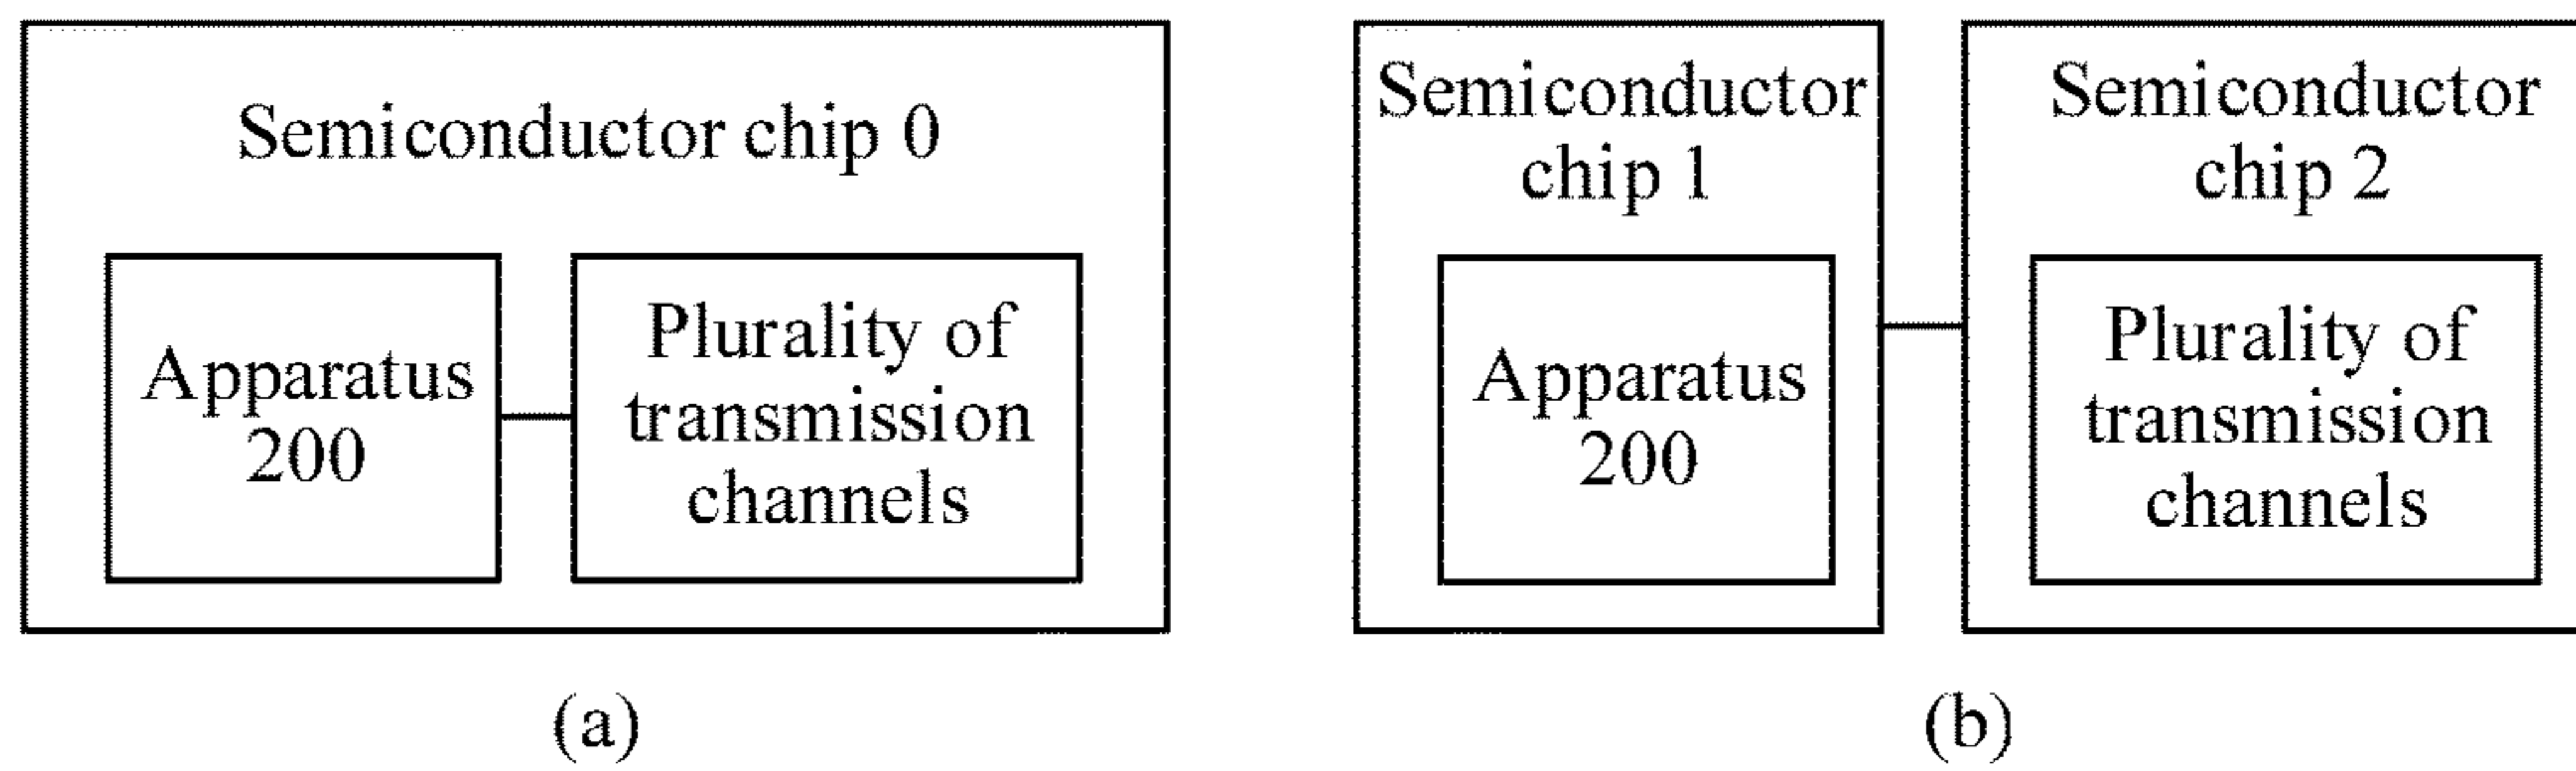 Semiconductor chip 0
Apparatus
200
Plurality of
transmission
channels
(a)
Semiconductor
chip 1
Apparatus
200
Semiconductor
chip 2
Plurality of
transmission
channels
(b)